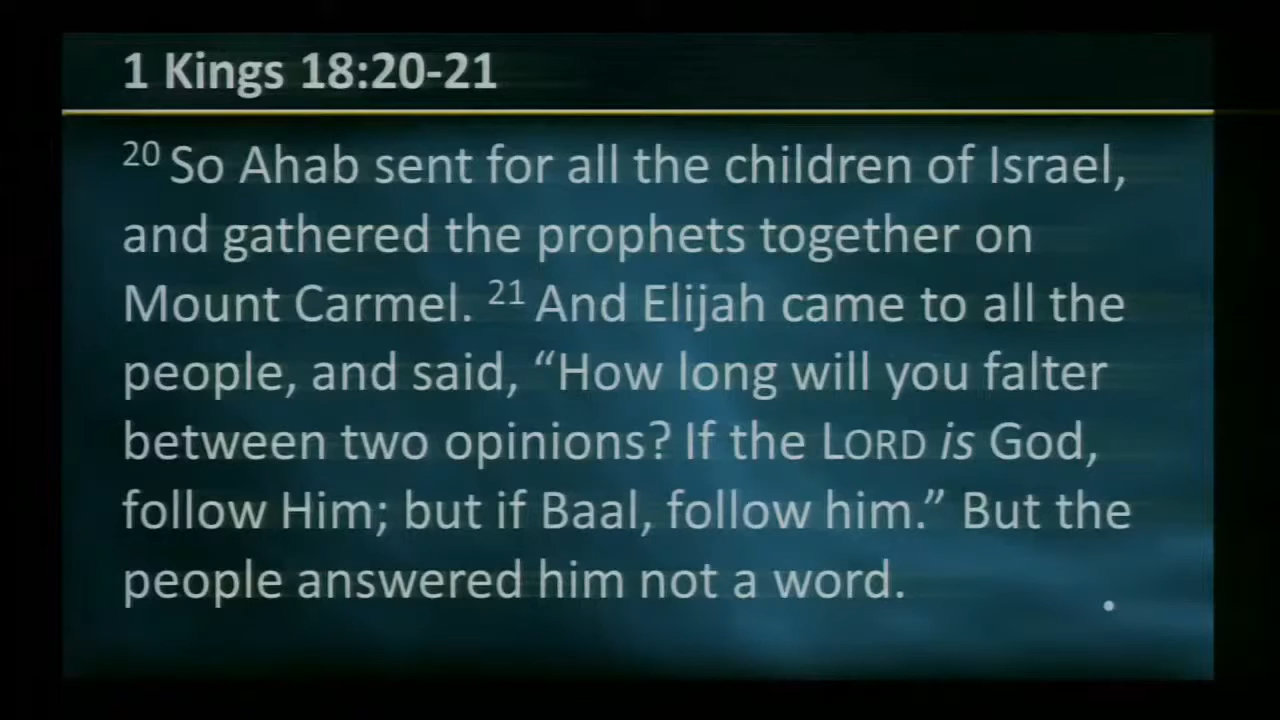 1 Kings 18:20-21
20 So Ahab sent for all the children of Israel,
and gathered the prophets together on
Mount Carmel. 21 And Elijah came to all the
people, and said, “How long will you falter
between two opinions? If the LORD is God,
follow Him; but if Baal, follow him.” But the
people answered him not a word.